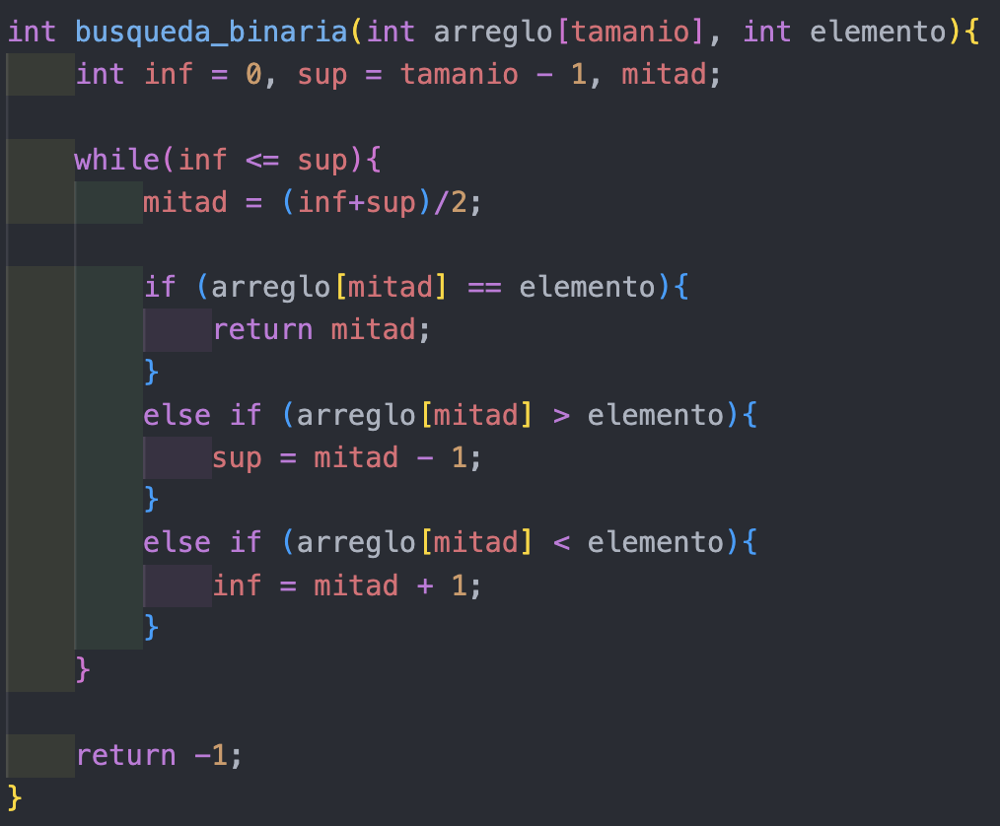 int busqueda_binaria(int arreglo[tamanio], int elemento){
    int inf = 0, sup = tamanio - 1, mitad;
    while(inf <= sup){
        mitad = (inf+sup)/2;
        if (arreglo[mitad] == elemento){
            return mitad;
        }
        else if (arreglo[mitad] > elemento){
            sup = mitad - 1;
        }
        else if (arreglo[mitad] < elemento){
            inf = mitad + 1;
        }
    }
    return -1;
}